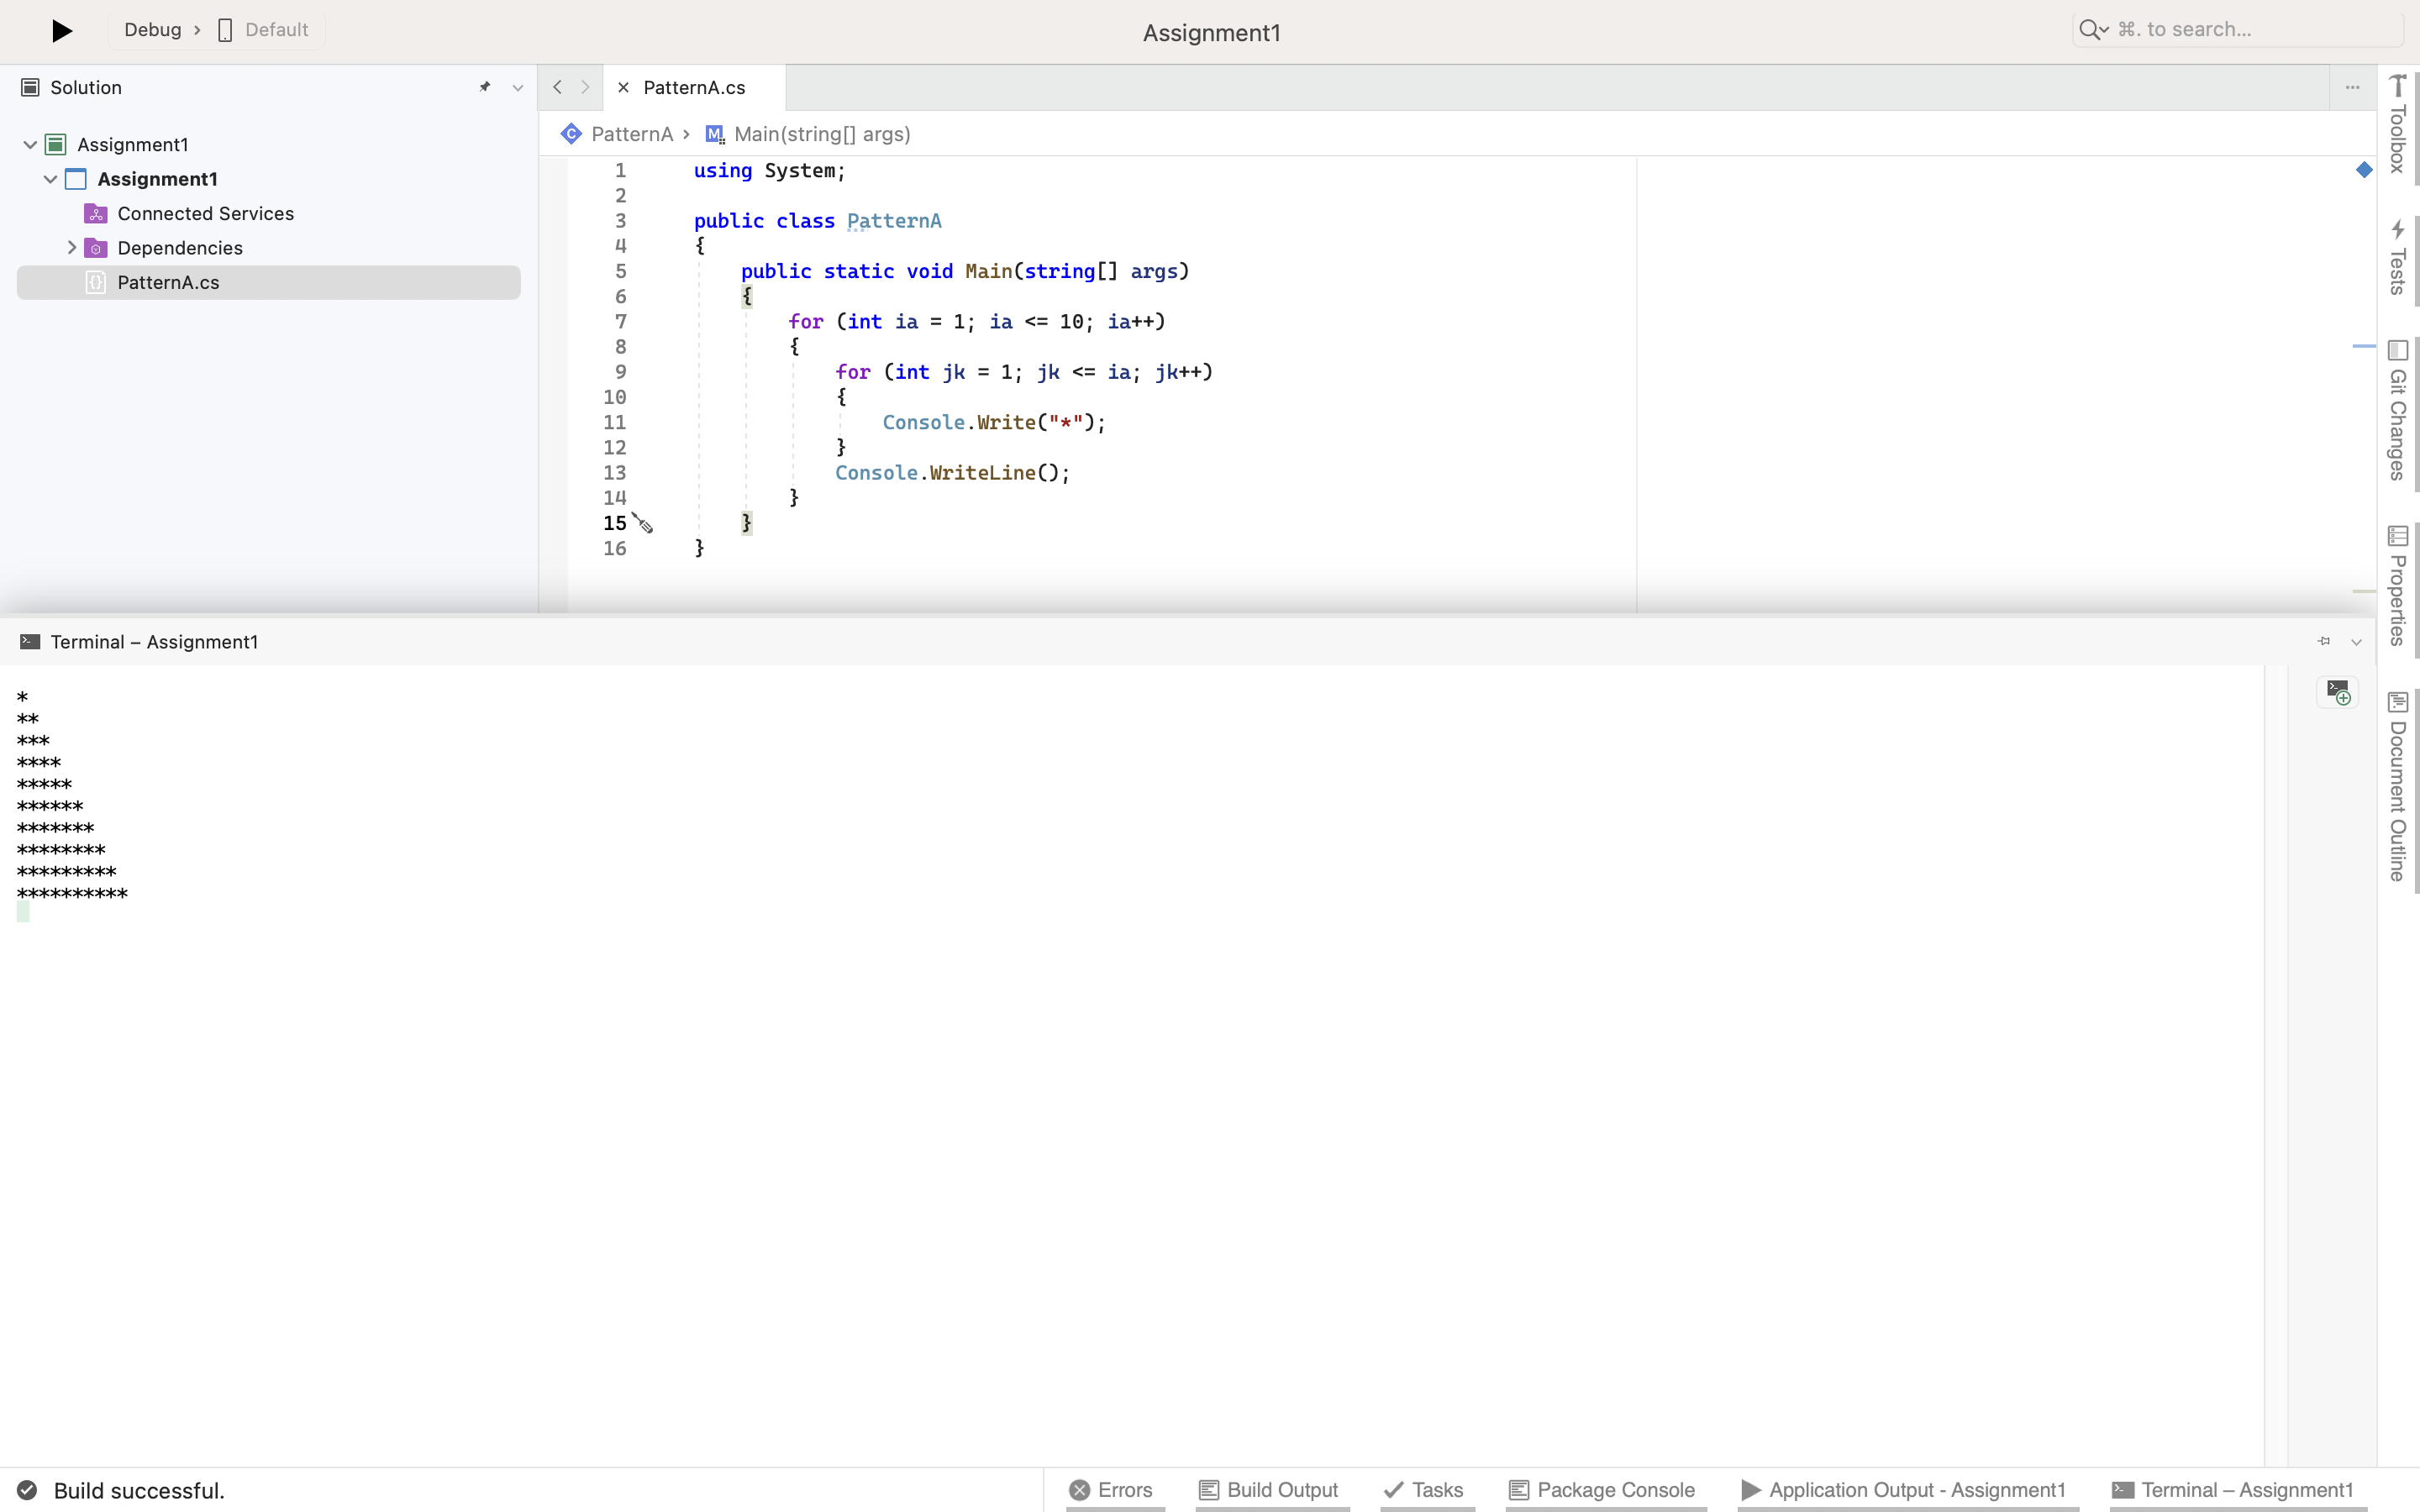 Debug Default
Assignment1
⌘. to search...
Solution
PatternA.cs
Assignment1
Assignment1
Connected Services
Dependencies
PatternA.cs
PatternA › Main(string[] args)
1 using System;
2
3 public class PatternA
4 {
5 public static void Main(string[] args)
6 {
7 for (int ia = 1; ia <= 10; ia++)
8 {
9 for (int jk = 1; jk <= ia; jk++)
10 {
11 Console.Write("*");
12 }
13 Console.WriteLine();
14 }
15 }
16 }
Toolbox
Tests
Git Changes
Properties
Document Outline
Terminal – Assignment1
*
**
***
****
*****
******
*******
********
*********
**********
Build successful.
Errors
Build Output
Tasks
Package Console
Application Output - Assignment1
Terminal – Assignment1